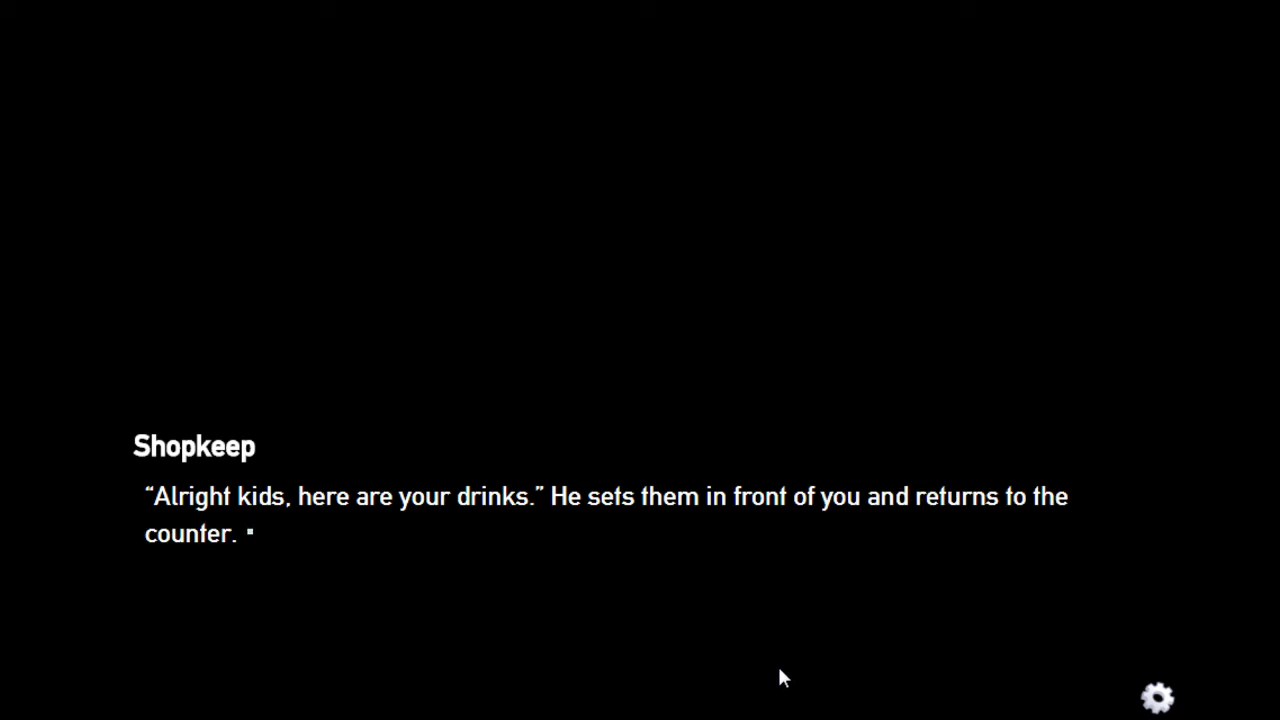 Shopkeep
“Alright kids, here are your drinks.” He sets them in front of you and returns to the
counter.